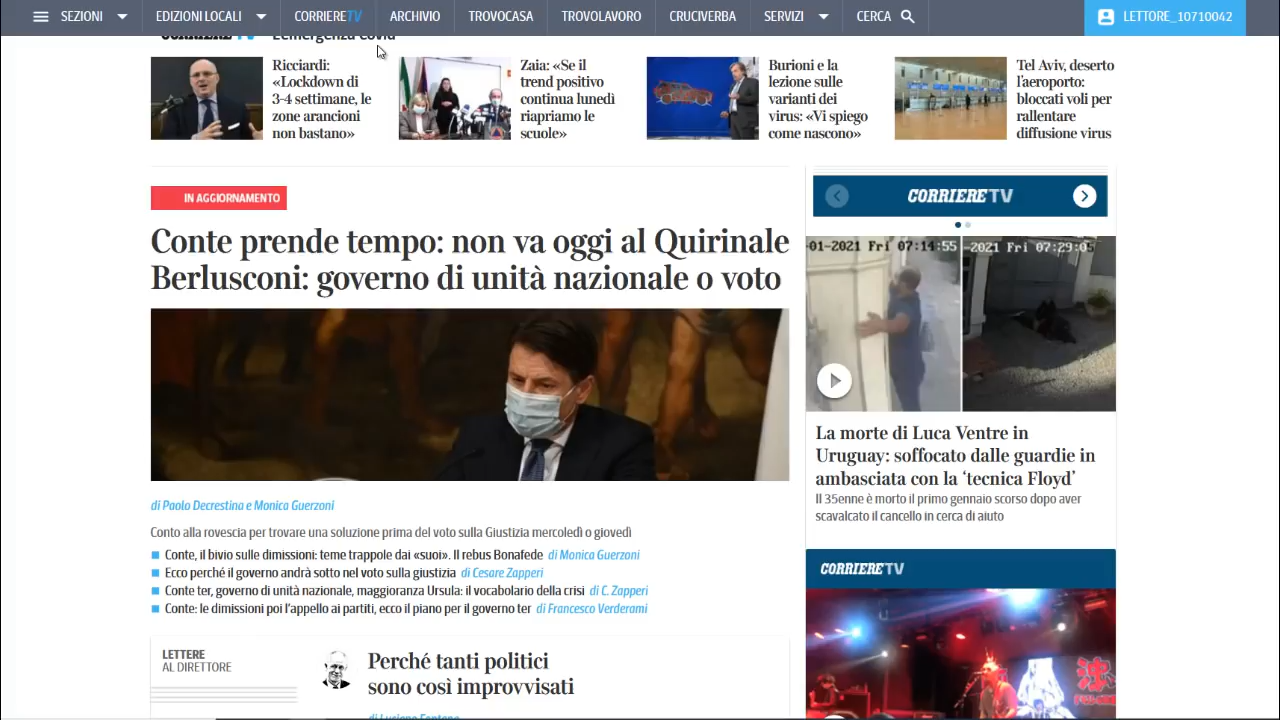 SEZIONI
EDIZIONI LOCALI
CORRIERETV
ARCHIVIO
TROVOCASA
TROVOLAVORO
CRUCIVERBA
SERVIZI
CERCA
LETTORE_10710042
CORRIERE TV
L'emergenza Covid
Ricciardi:
«Lockdown di
3-4 settimane, le
zone arancioni
non bastano»
Zaia: «Se il
trend positivo
continua lunedì
riapriamo le
scuole»
Burioni e la
lezione sulle
varianti dei
virus: «Vi spiego
come nascono»
Tel Aviv, deserto
l'aeroporto:
bloccati voli per
rallentare
diffusione virus
IN AGGIORNAMENTO
Conte prende tempo: non va oggi al Quirinale
Berlusconi: governo di unità nazionale o voto
di Paolo Decrestina e Monica Guerzoni
Conto alla rovescia per trovare una soluzione prima del voto sulla Giustizia mercoledì o giovedì
Conte, il bivio sulle dimissioni: teme trappole dai «suoi». Il rebus Bonafede di Monica Guerzoni
Ecco perché il governo andrà sotto nel voto sulla giustizia di Cesare Zapperi
Conte ter, governo di unità nazionale, maggioranza Ursula: il vocabolario della crisi di C. Zapperi
Conte: le dimissioni poi l'appello ai partiti, ecco il piano per il governo ter di Francesco Verderami
LETTERE
AL DIRETTORE
Perché tanti politici
sono così improvvisati
di Luciano Fontana
CORRIERETV
-01-2021 Fri 07:14:55
-2021 Fri 07:29:0
La morte di Luca Ventre in
Uruguay: soffocato dalle guardie in
ambasciata con la 'tecnica Floyd'
Il 35enne è morto il primo gennaio scorso dopo aver
scavalcato il cancello in cerca di aiuto
CORRIERETV